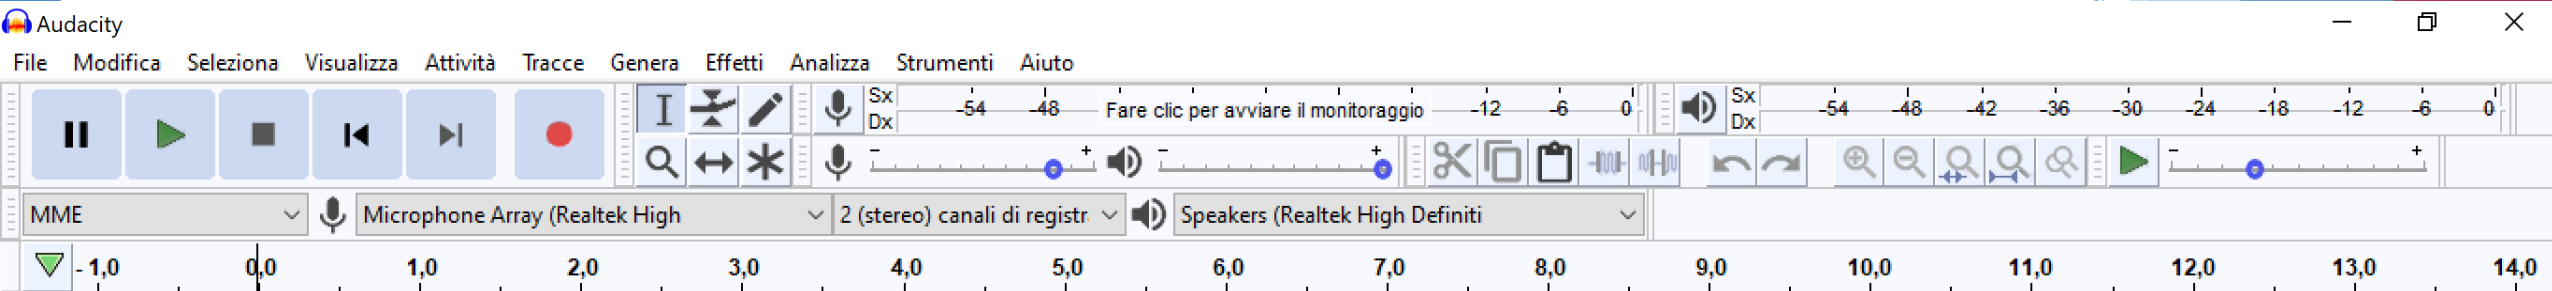 Audacity
File Modifica Seleziona Visualizza Attività Tracce Genera Effetti Analizza Strumenti Aiuto
Sx -54 -48 Fare clic per avviare il monitoraggio -12 -6 0 Sx -54 -48 -42 -36 -30 -24 -18 -12 -6 0
Dx Dx
- + - + - +
MME Microphone Array (Realtek High 2 (stereo) canali di registr Speakers (Realtek High Definiti
- 1,0 0,0 1,0 2,0 3,0 4,0 5,0 6,0 7,0 8,0 9,0 10,0 11,0 12,0 13,0 14,0